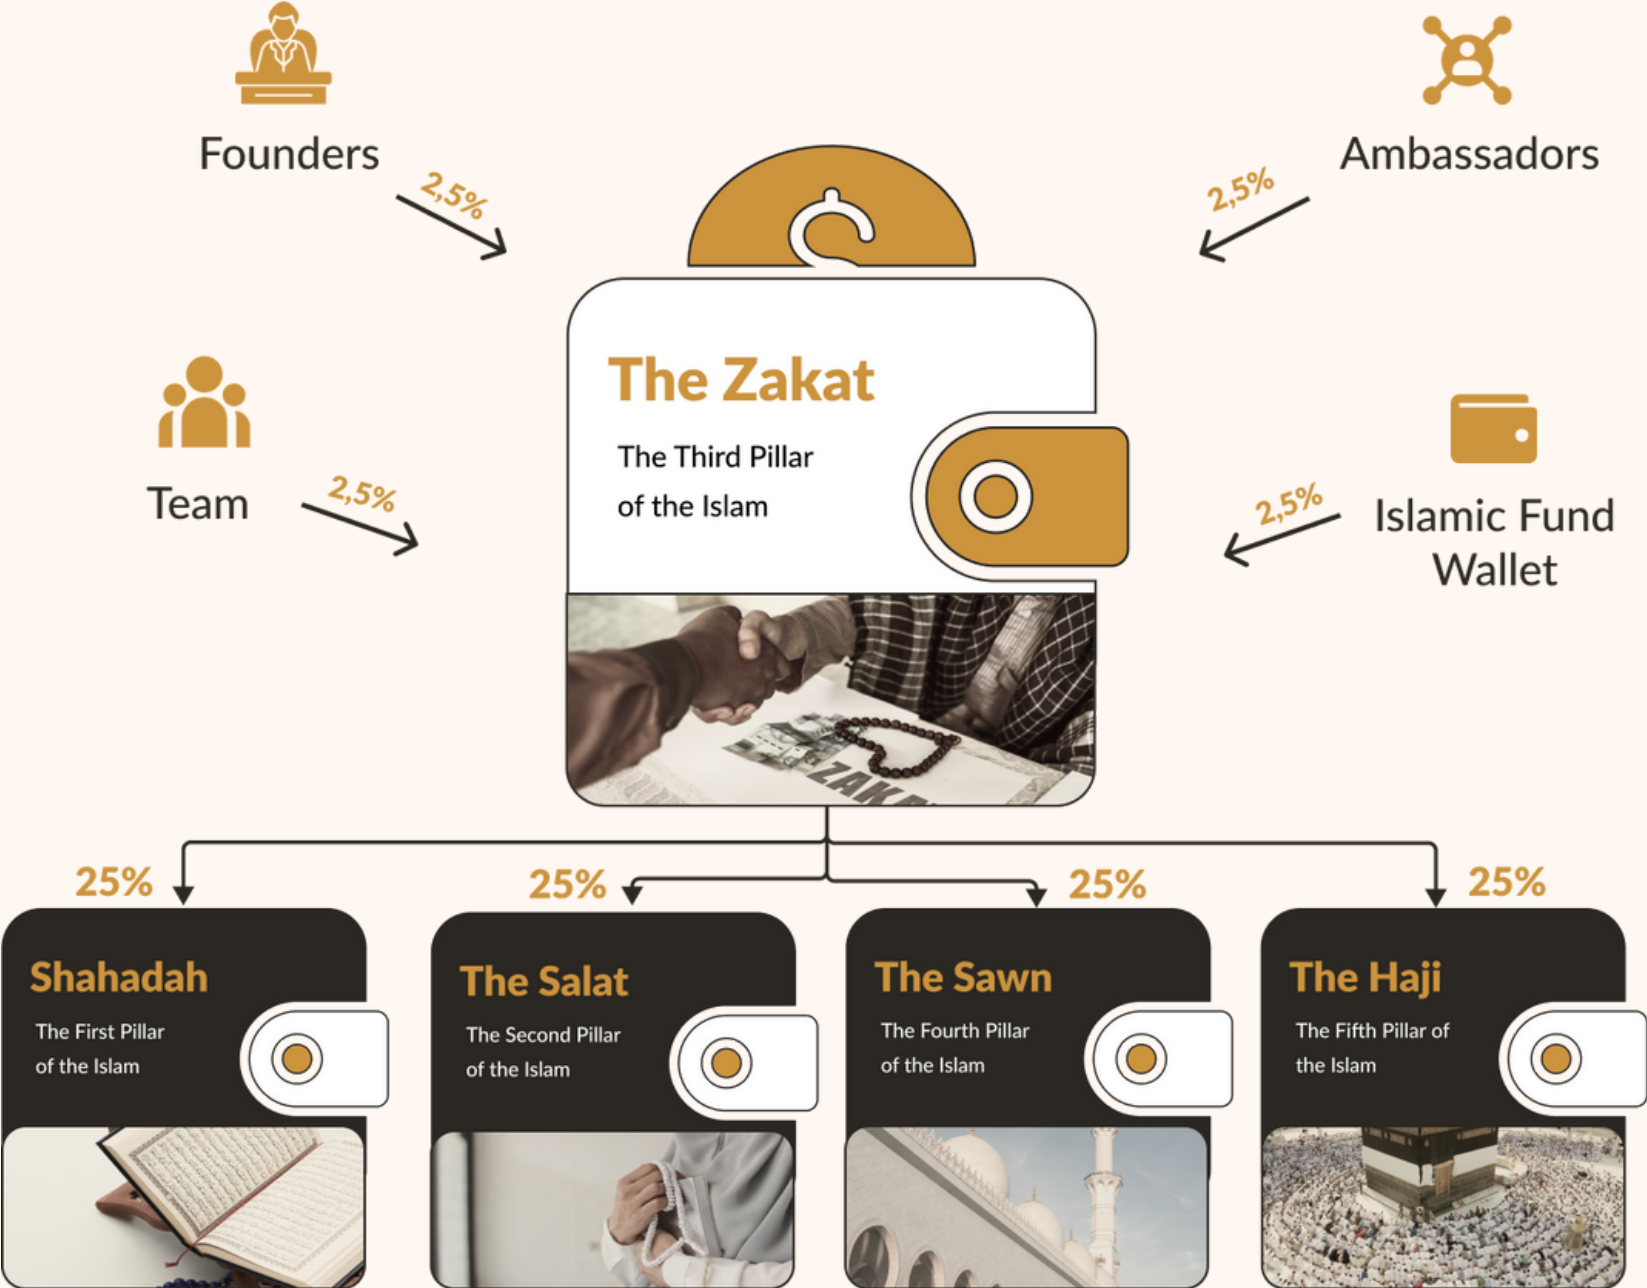 Founders
2,5%
Ambassadors
2,5%
The Zakat
The Third Pillar
of the Islam
Team
2,5%
Islamic Fund
Wallet
2,5%
25%
25%
25%
25%
Shahadah
The First Pillar
of the Islam
The Salat
The Second Pillar
of the Islam
The Sawn
The Fourth Pillar
of the Islam
The Haji
The Fifth Pillar of
the Islam